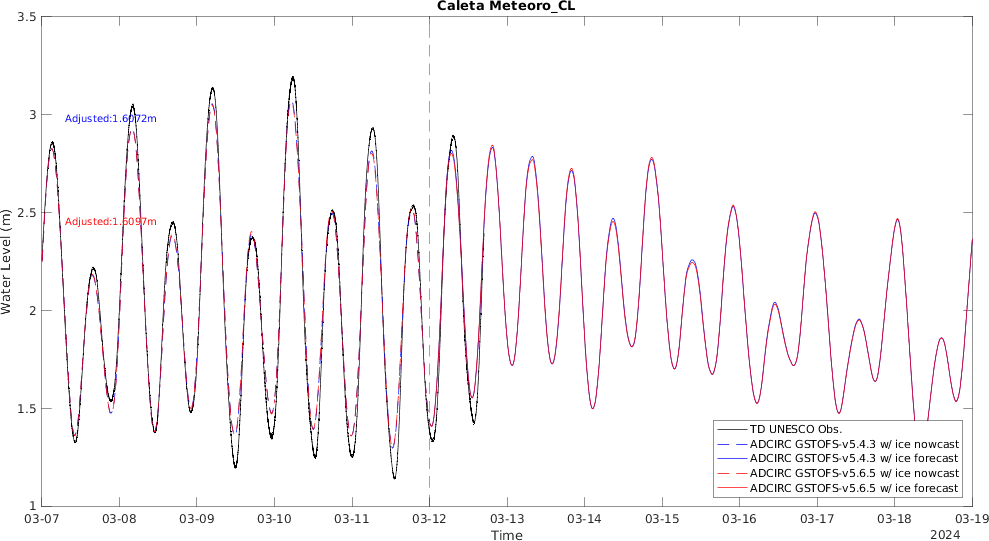 Caleta Meteoro_CL
3.5
3
2.5
2
1.5
1
Water Level (m)
Adjusted:1.6072m
Adjusted:1.6097m
TD UNESCO Obs.
ADCIRC GSTOFS-v5.4.3 w/ ice nowcast
ADCIRC GSTOFS-v5.4.3 w/ ice forecast
ADCIRC GSTOFS-v5.6.5 w/ ice nowcast
ADCIRC GSTOFS-v5.6.5 w/ ice forecast
03-07 03-08 03-09 03-10 03-11 03-12 03-13 03-14 03-15 03-16 03-17 03-18 03-19
Time
2024